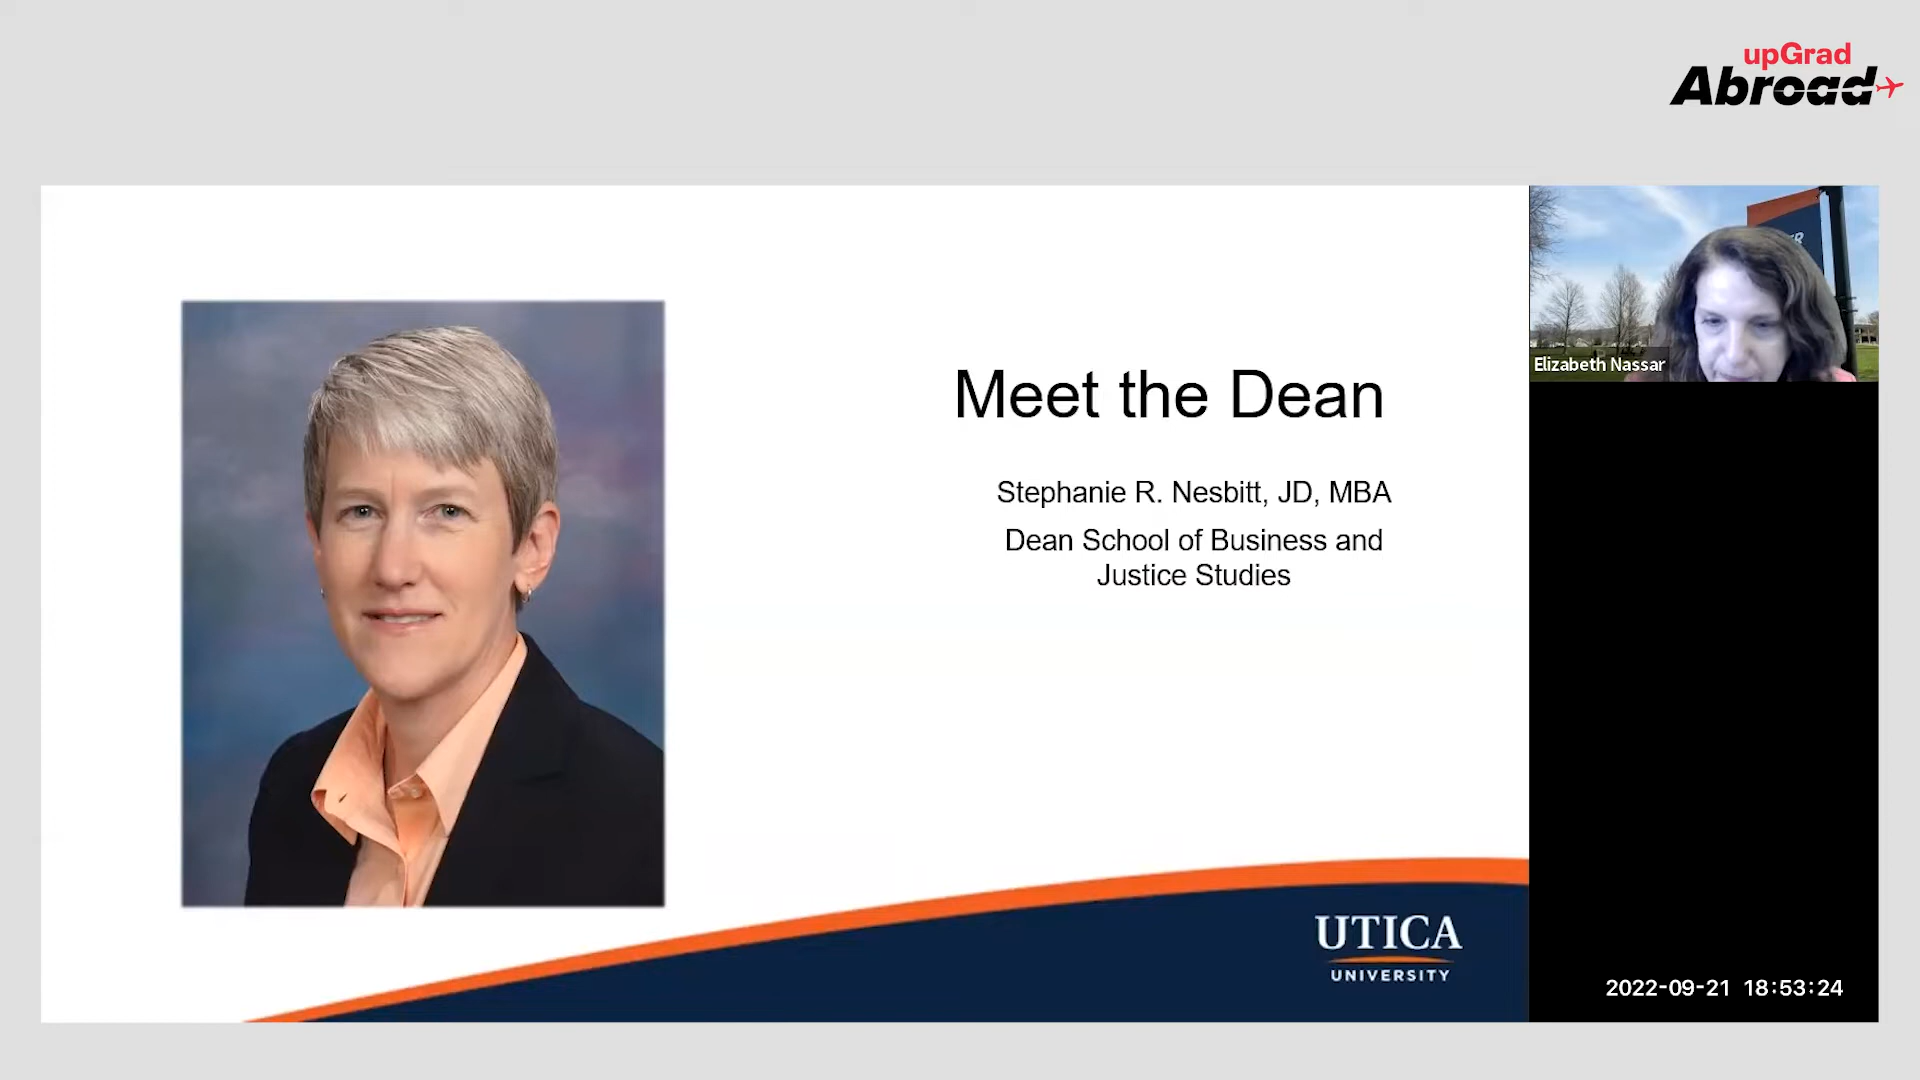 upGrad
Abroad
Elizabeth Nassar
Meet the Dean
Stephanie R. Nesbitt, JD, MBA
Dean School of Business and
Justice Studies
UTICA
UNIVERSITY
2022-09-21 18:53:24